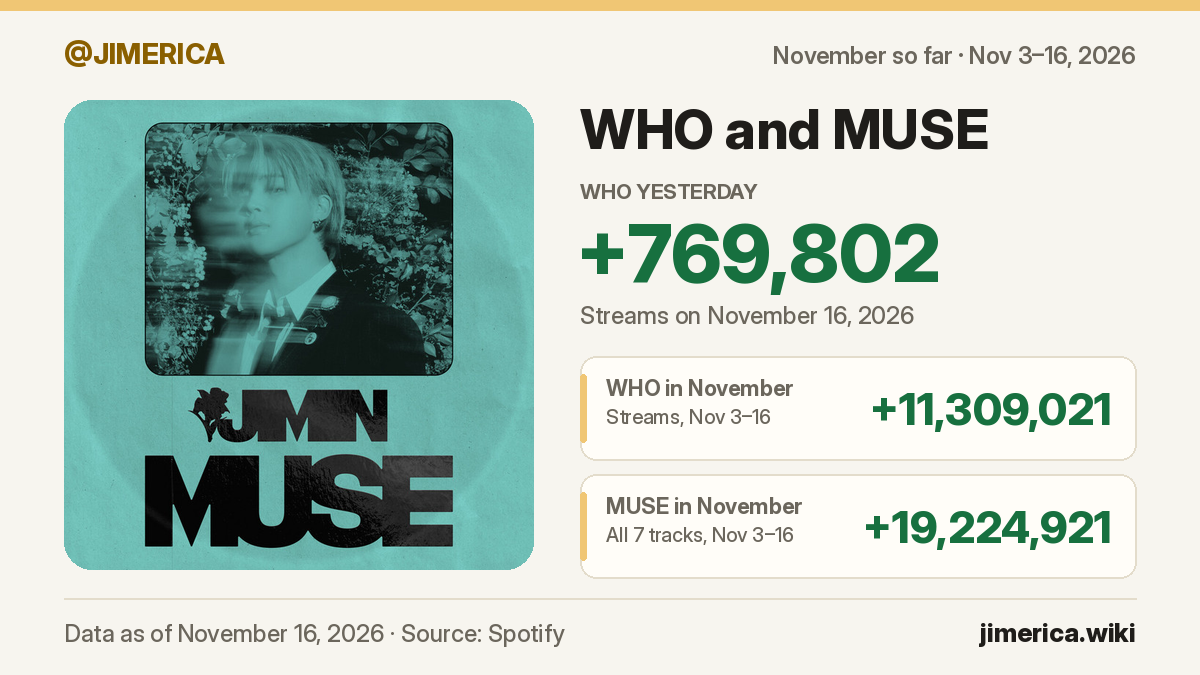 @JIMERICA
November so far · Nov 3–16, 2026
JIMIN
MUSE
WHO and MUSE
WHO YESTERDAY
+769,802
Streams on November 16, 2026
WHO in November
Streams, Nov 3–16
+11,309,021
MUSE in November
All 7 tracks, Nov 3–16
+19,224,921
Data as of November 16, 2026 · Source: Spotify
jimerica.wiki